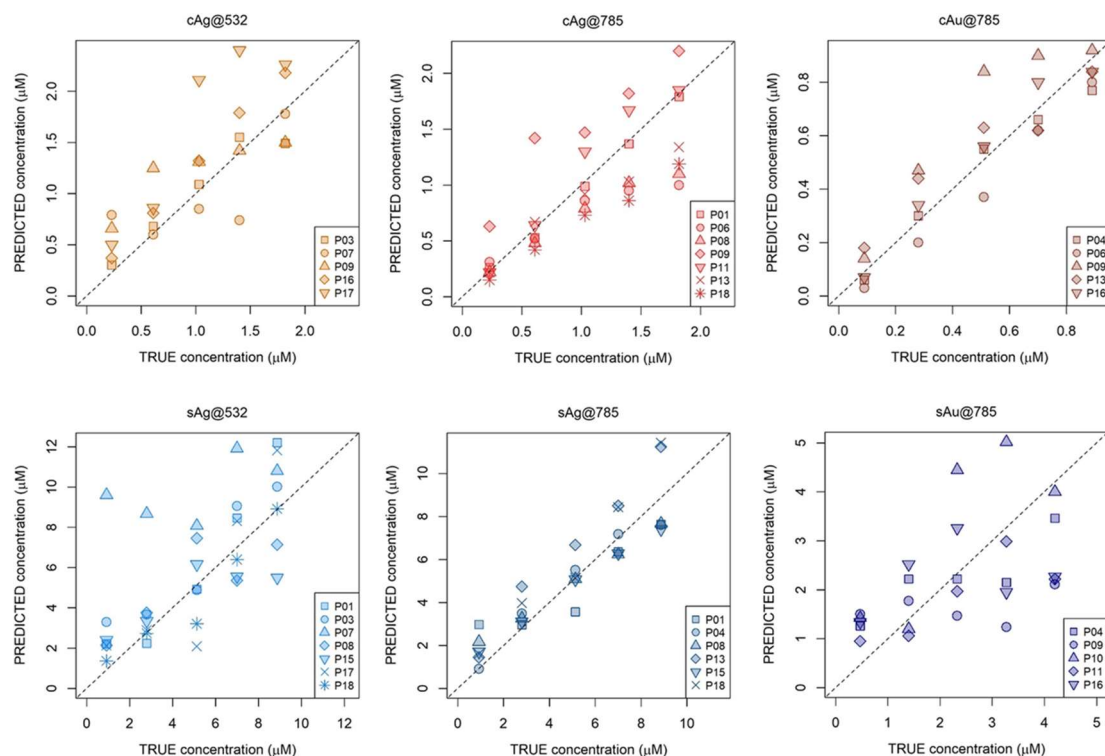 cAg@532
PREDICTED concentration (μM)
2.0
1.5
1.0
0.5
0.0
P03
P07
P09
P16
P17
0.0 0.5 1.0 1.5 2.0
TRUE concentration (μM)
cAg@785
PREDICTED concentration (μM)
2.0
1.5
1.0
0.5
0.0
P01
P06
P08
P09
P11
P13
P18
0.0 0.5 1.0 1.5 2.0
TRUE concentration (μM)
cAu@785
PREDICTED concentration (μM)
0.8
0.6
0.4
0.2
0.0
P04
P06
P09
P13
P16
0.0 0.2 0.4 0.6 0.8
TRUE concentration (μM)
sAg@532
PREDICTED concentration (μM)
12
10
8
6
4
2
0
P01
P03
P07
P08
P15
P17
P18
0 2 4 6 8 10 12
TRUE concentration (μM)
sAg@785
PREDICTED concentration (μM)
10
8
6
4
2
0
P01
P04
P08
P13
P15
P18
0 2 4 6 8 10
TRUE concentration (μM)
sAu@785
PREDICTED concentration (μM)
5
4
3
2
1
0
P04
P09
P10
P11
P16
0 1 2 3 4 5
TRUE concentration (μM)